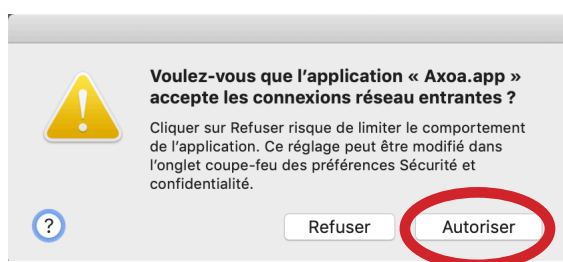 Voulez-vous que l’application « Axoa.app »
accepte les connexions réseau entrantes ?
Cliquer sur Refuser risque de limiter le comportement
de l’application. Ce réglage peut être modifié dans
l’onglet coupe-feu des préférences Sécurité et
confidentialité.
? Refuser Autoriser